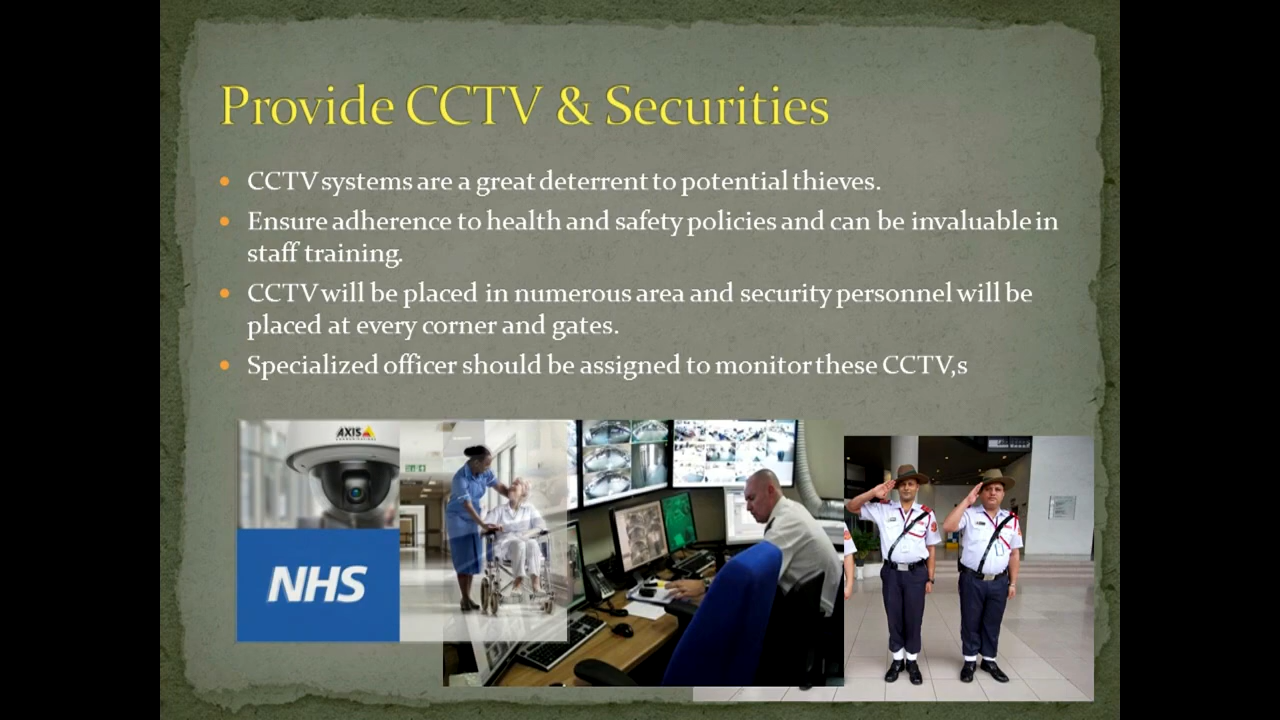 Provide CCTV & Securities
CCTV systems are a great deterrent to potential thieves.
Ensure adherence to health and safety policies and can be invaluable in
staff training.
CCTV will be placed in numerous area and security personnel will be
placed at every corner and gates.
Specialized officer should be assigned to monitor these CCTV,s
AXIS
COMMUNICATIONS
NHS